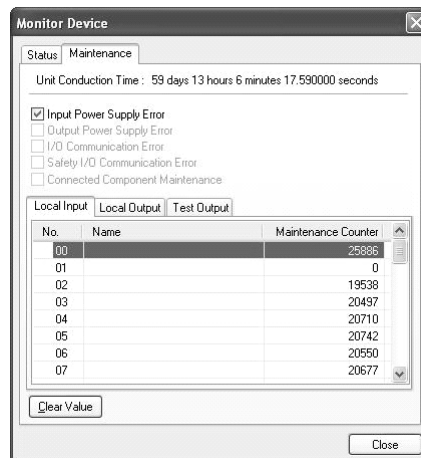 Monitor Device
Status Maintenance
Unit Conduction Time : 59 days 13 hours 6 minutes 17.590000 seconds
Input Power Supply Error
Output Power Supply Error
I/O Communication Error
Safety I/O Communication Error
Connected Component Maintenance
Local Input Local Output Test Output
No. Name Maintenance Counter
00 25886
01 0
02 19538
03 20497
04 20710
05 20742
06 20550
07 20677
Clear Value
Close